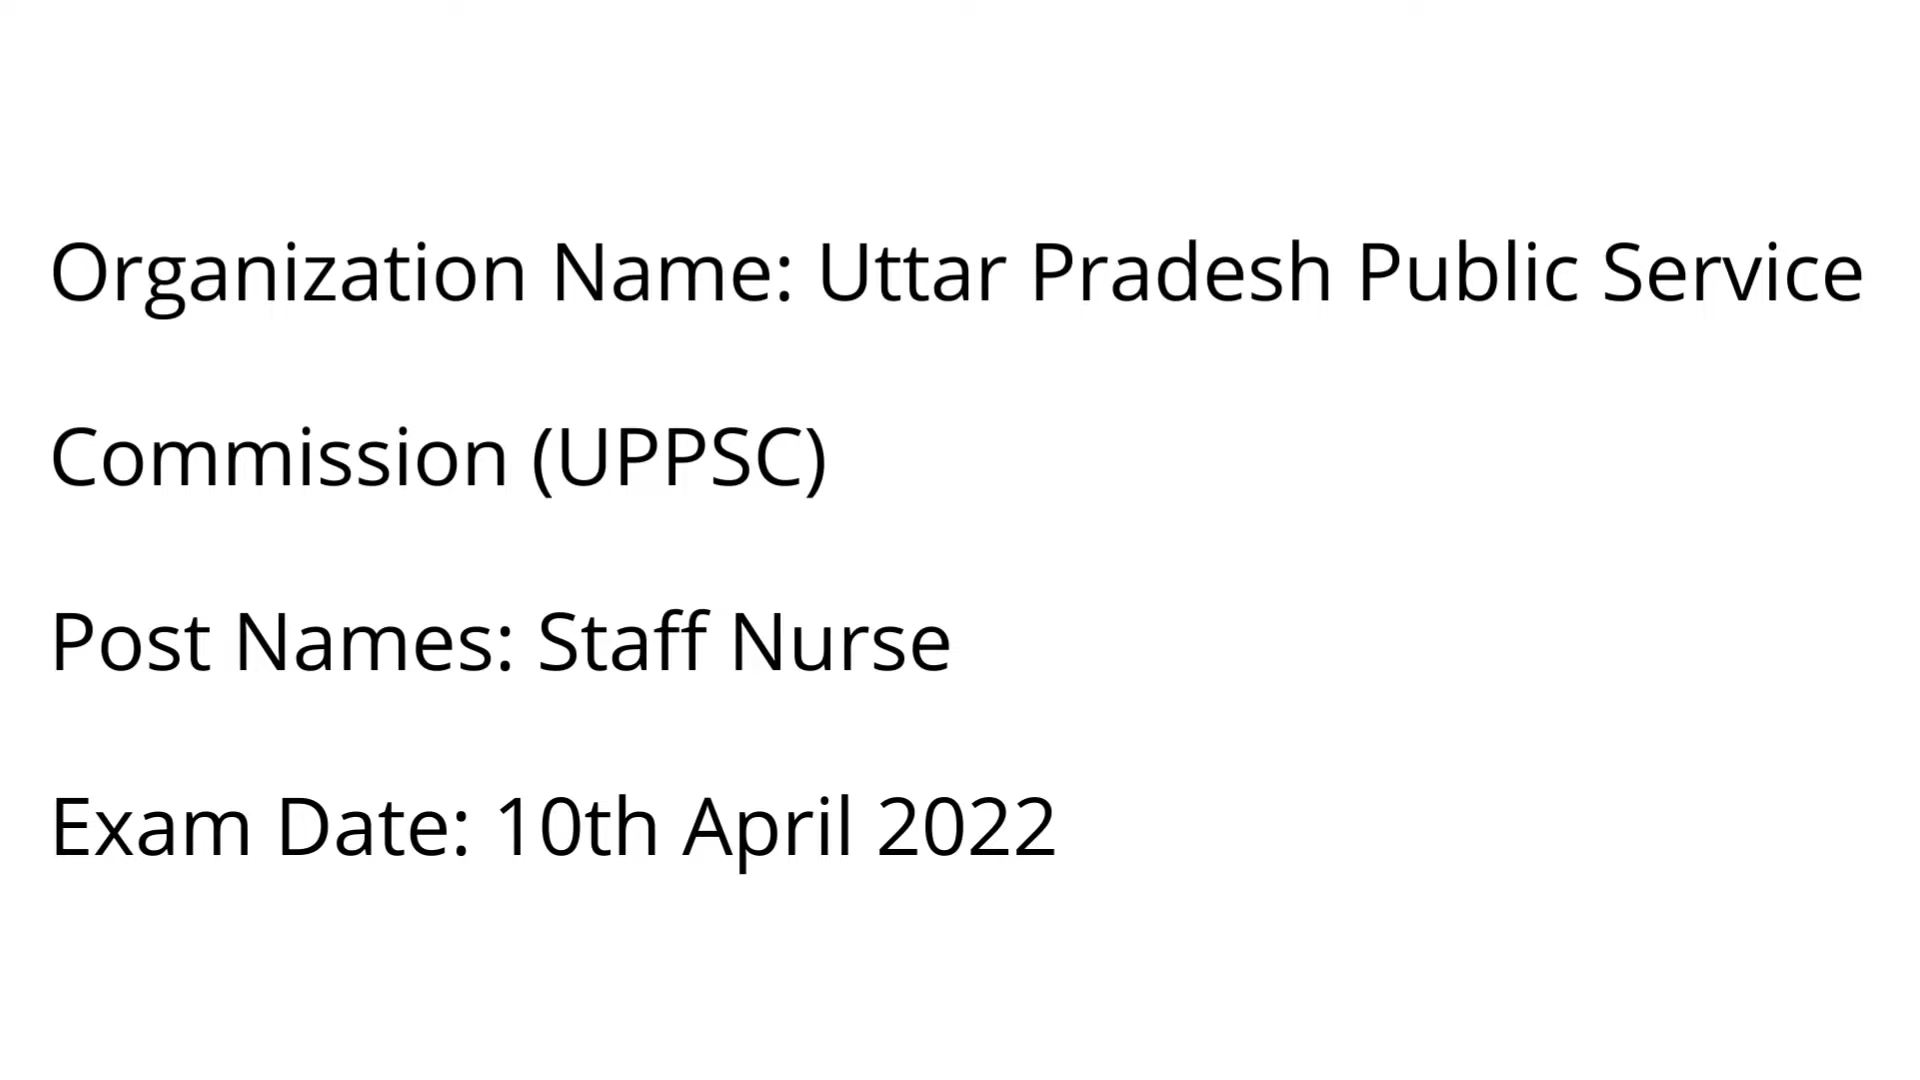 Organization Name: Uttar Pradesh Public Service
Commission (UPPSC)
Post Names: Staff Nurse
Exam Date: 10th April 2022